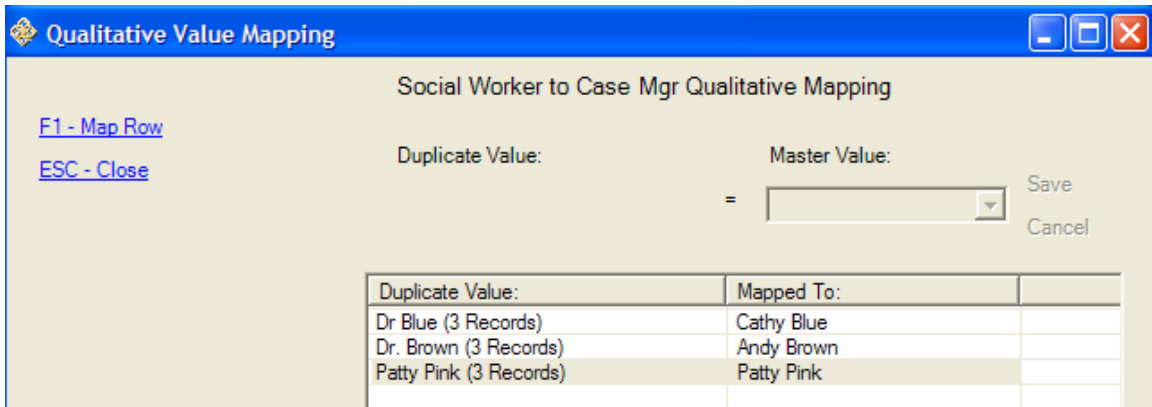 Qualitative Value Mapping
Social Worker to Case Mgr Qualitative Mapping
F1 - Map Row
ESC - Close
Duplicate Value: Master Value:
=
Save
Cancel
Duplicate Value: Mapped To:
Dr Blue (3 Records) Cathy Blue
Dr. Brown (3 Records) Andy Brown
Patty Pink (3 Records) Patty Pink